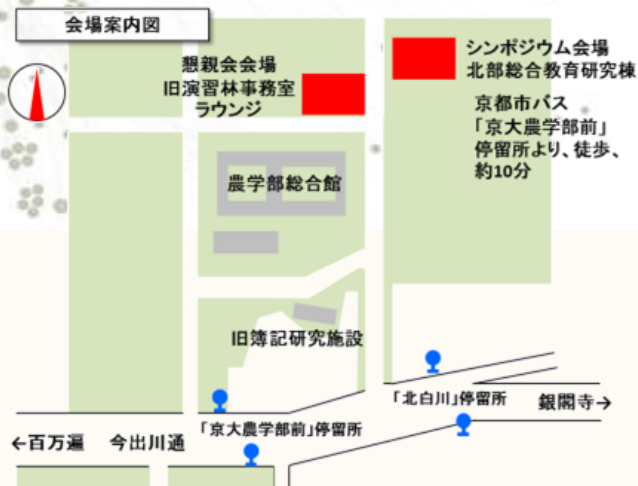 会場案内図
懇親会会場
旧演習林事務室
ラウンジ
シンポジウム会場
北部総合教育研究棟
京都市バス
「京大農学部前」
停留所より、徒歩、
約10分
農学部総合館
旧簿記研究施設
「北白川」停留所
銀閣寺→
「京大農学部前」停留所
←百万遍
今出川通